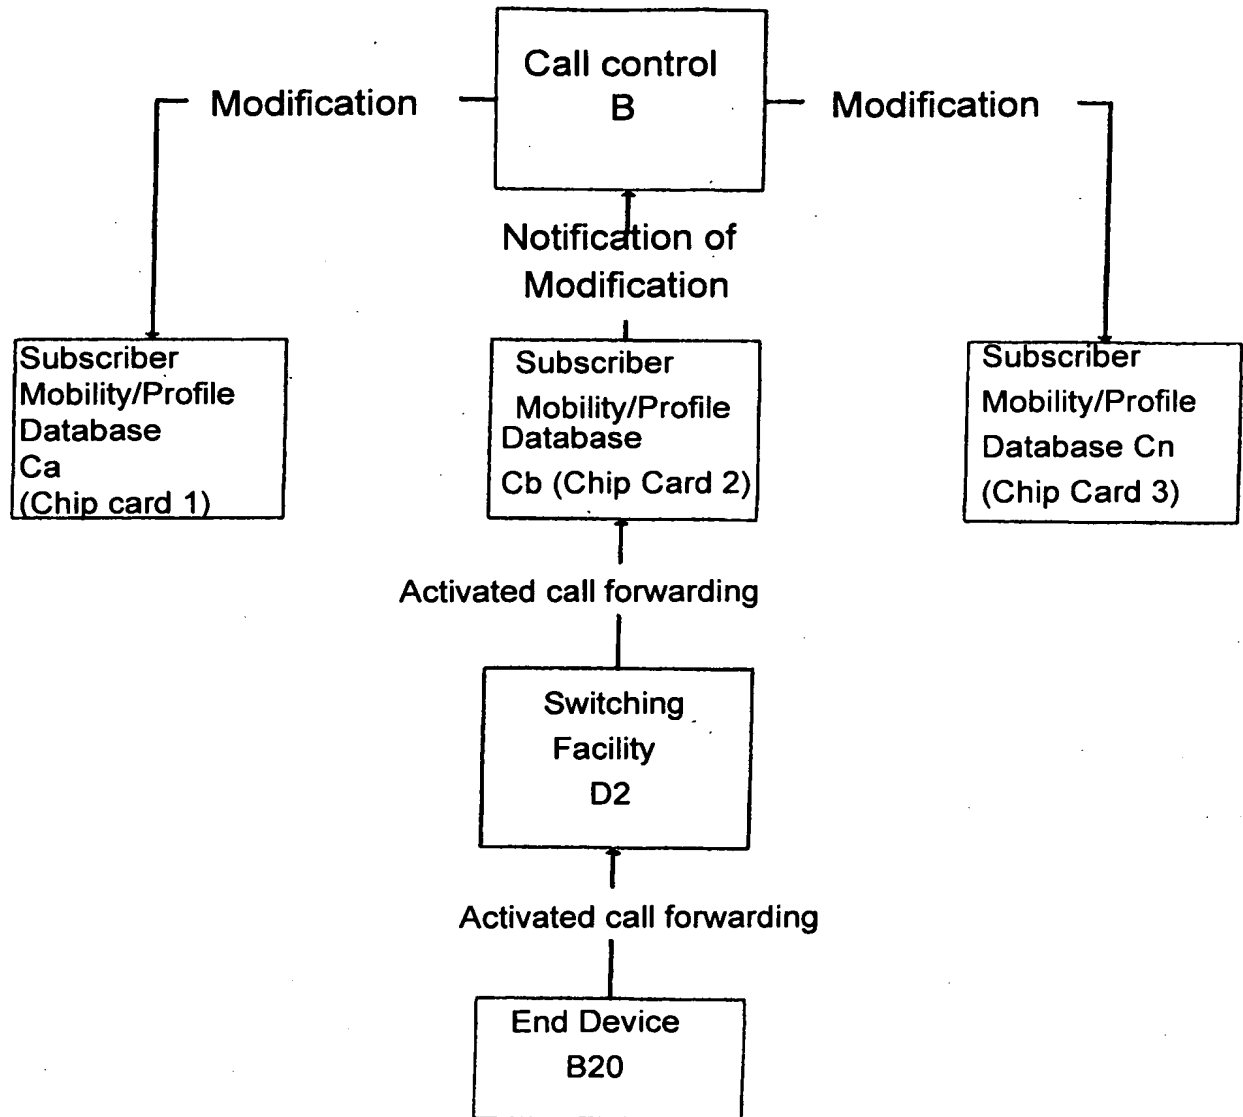 Call control
B
Modification
Modification
Notification of
Modification
Subscriber
Mobility/Profile
Database
Ca
(Chip card 1)
Subscriber
Mobility/Profile
Database
Cb (Chip Card 2)
Subscriber
Mobility/Profile
Database Cn
(Chip Card 3)
Activated call forwarding
Switching
Facility
D2
Activated call forwarding
End Device
B20